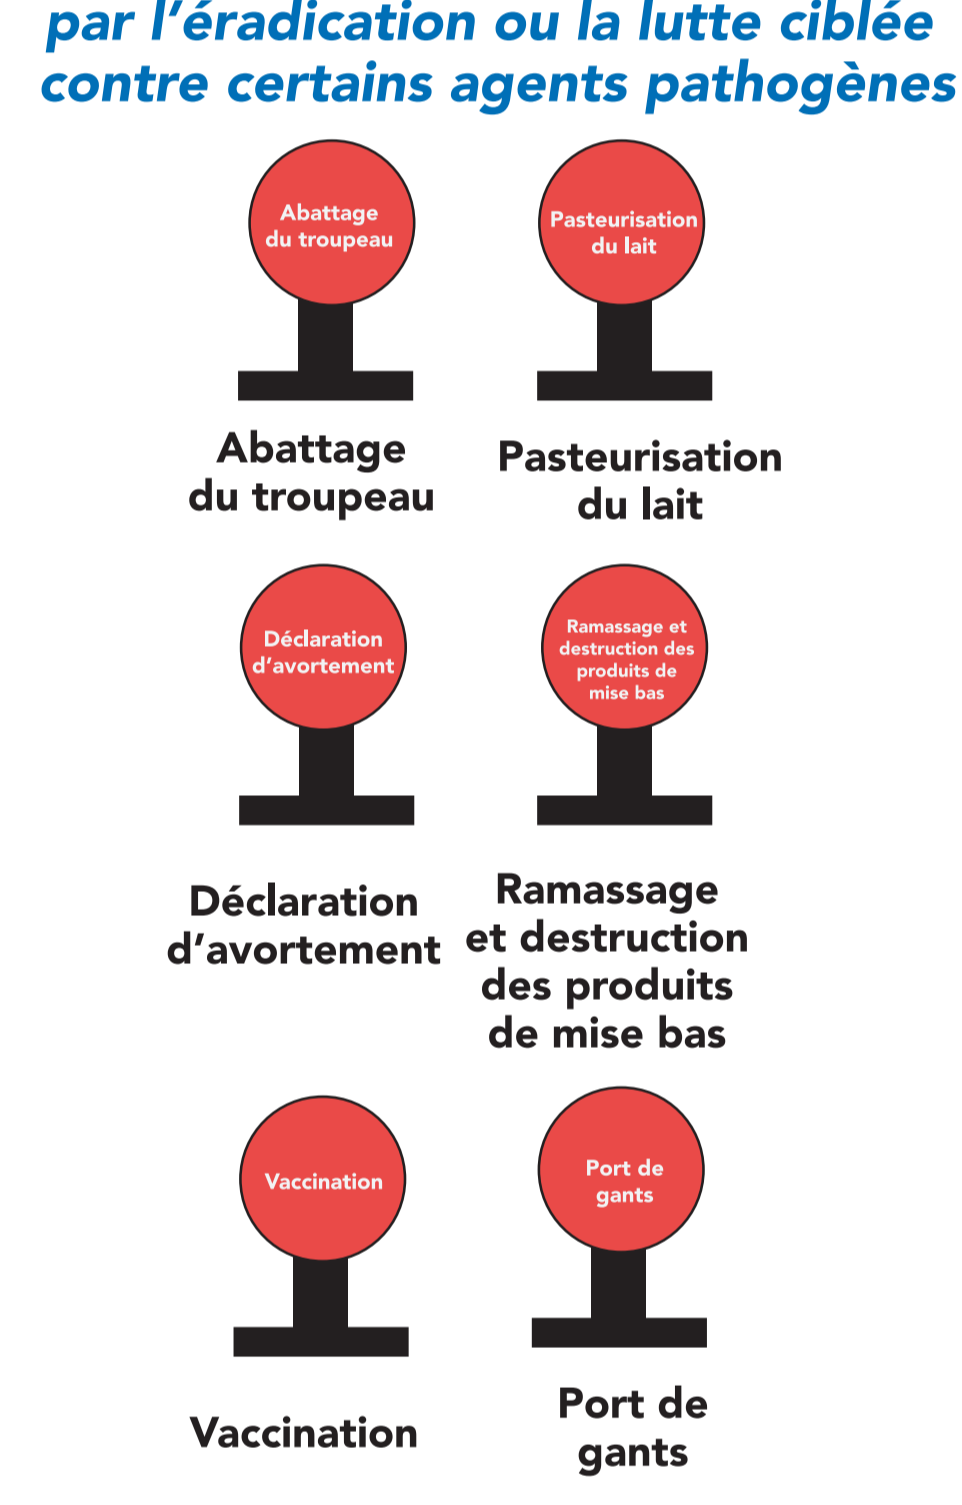 par l’éradication ou la lutte ciblée
contre certains agents pathogènes
Abattage
du troupeau
Pasteurisation
du lait
Abattage
du troupeau
Pasteurisation
du lait
Déclaration
d’avortement
Ramassage et
destruction des
produits de
mise bas
Déclaration
d’avortement
Ramassage
et destruction
des produits
de mise bas
Vaccination
Port de
gants
Vaccination
Port de
gants